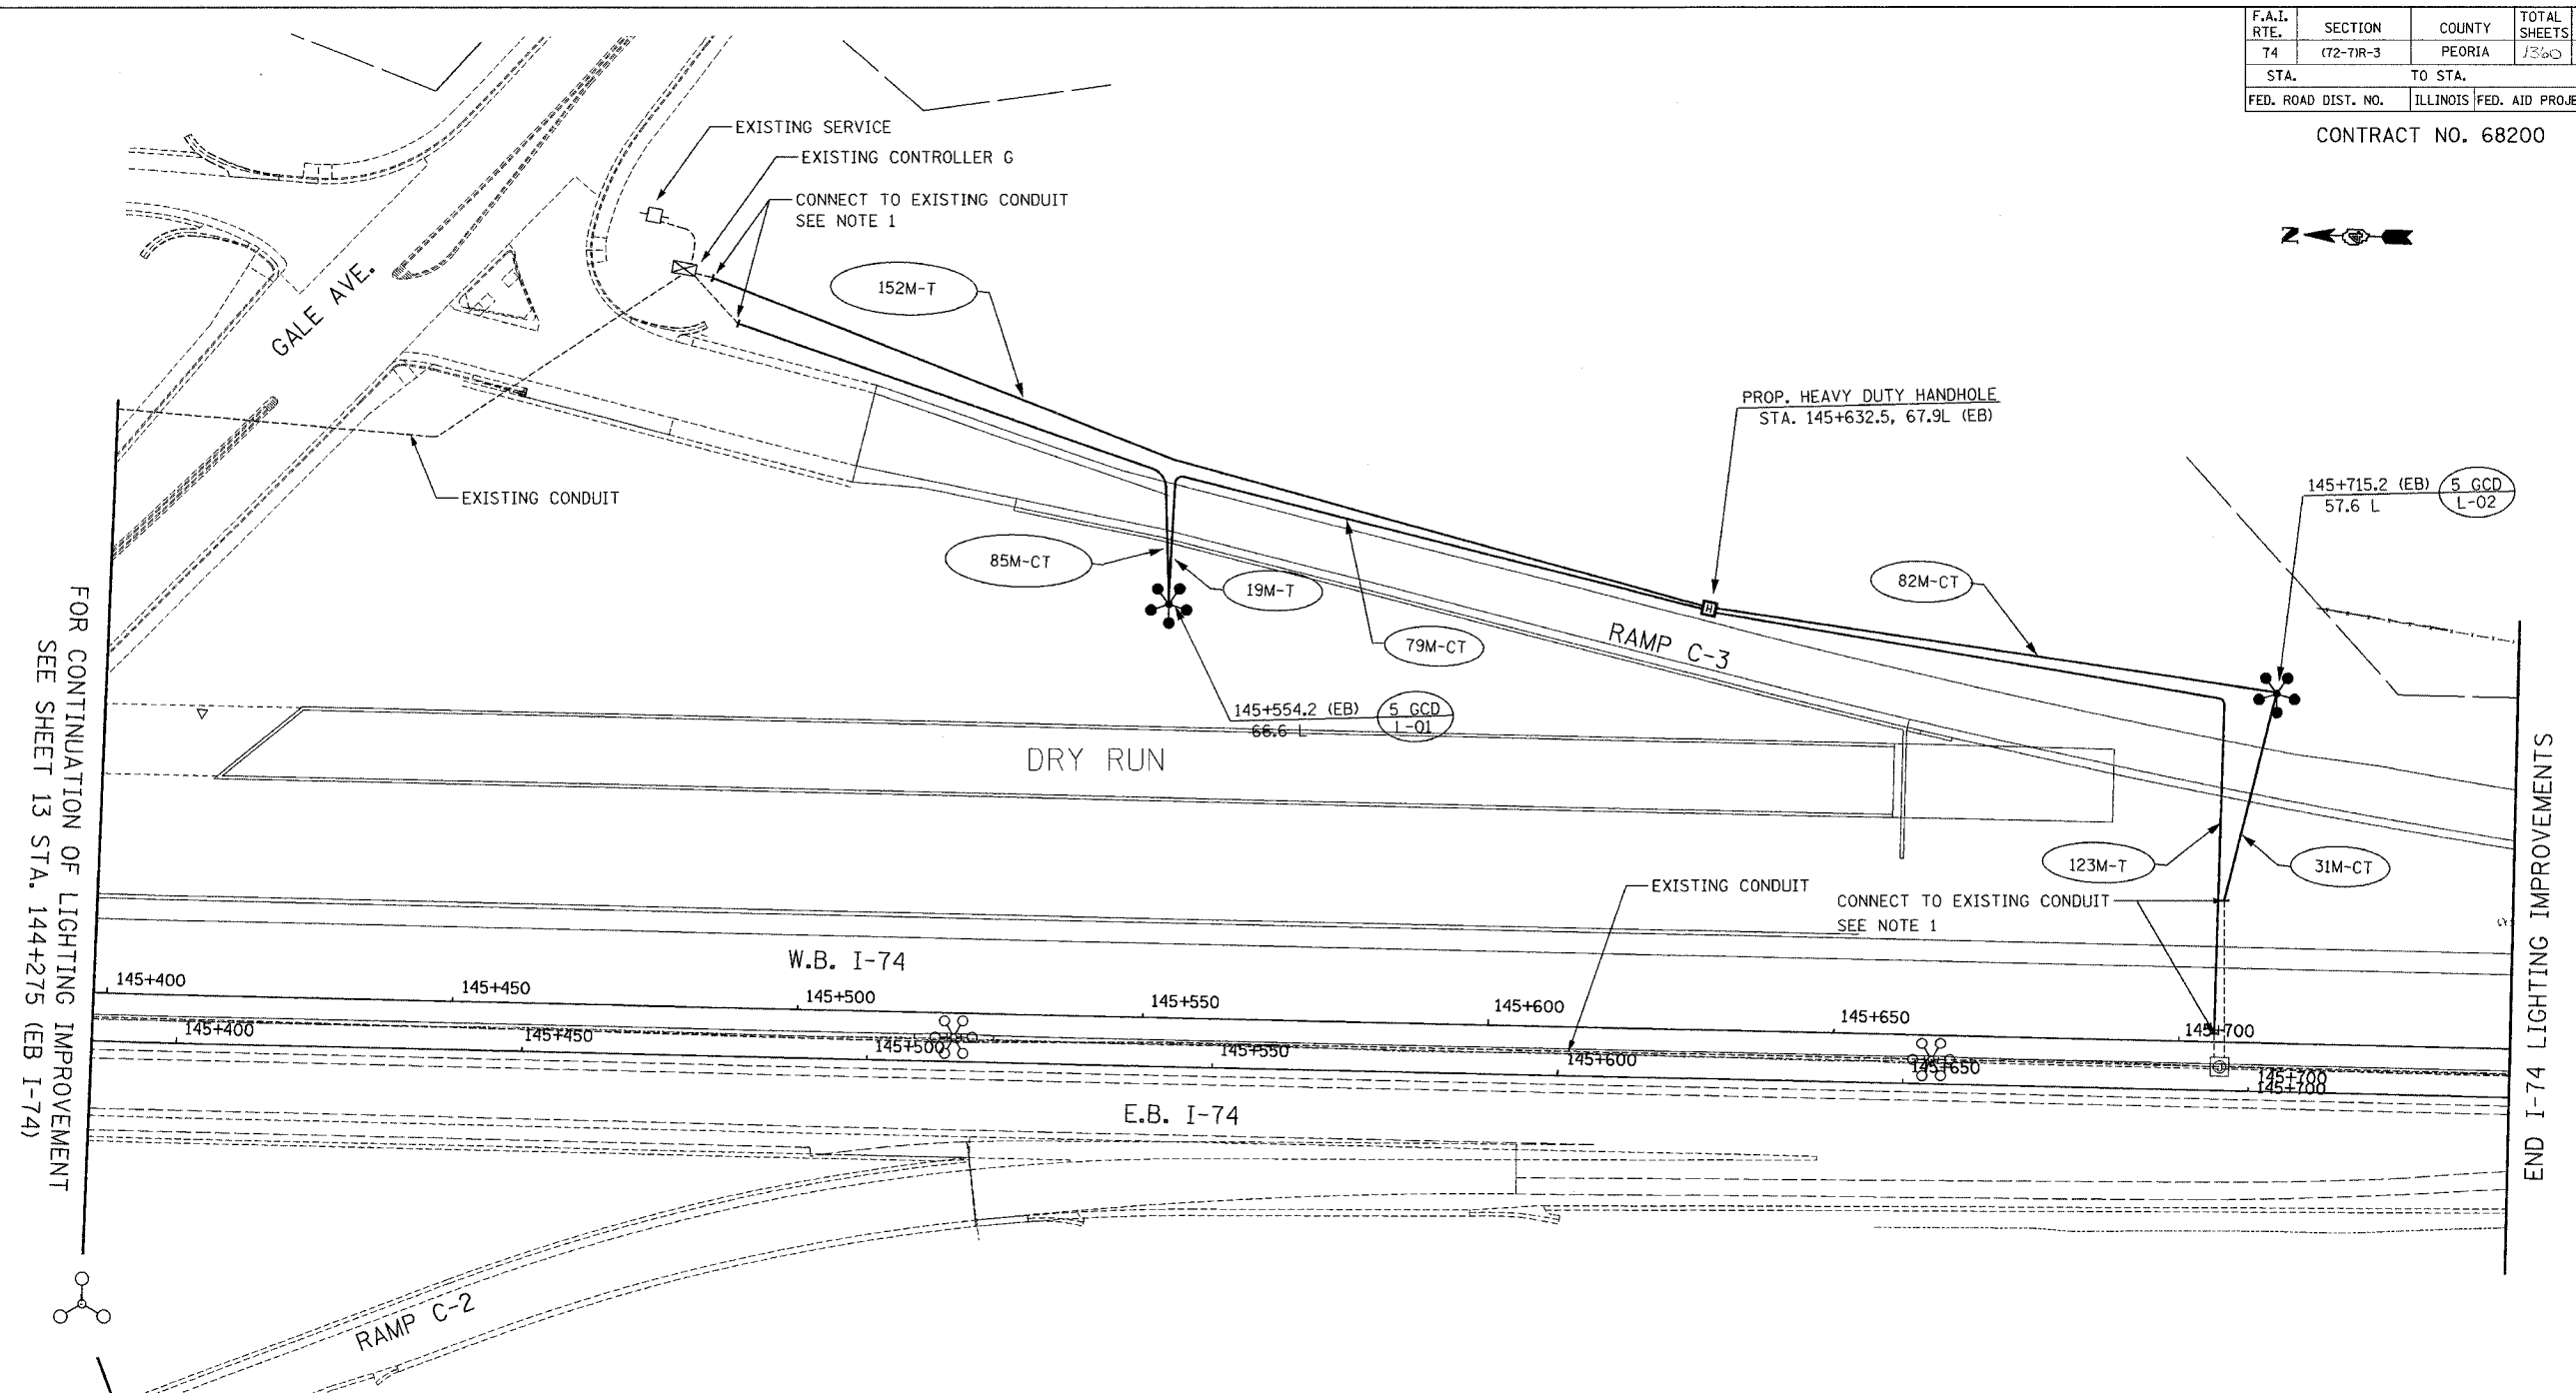 F.A.I. RTE.
SECTION
COUNTY
TOTAL SHEETS
74
(72-7)R-3
PEORIA
1360
STA.
TO STA.
FED. ROAD DIST. NO.
ILLINOIS
FED. AID PROJE
CONTRACT NO. 68200
N
EXISTING SERVICE
EXISTING CONTROLLER G
CONNECT TO EXISTING CONDUIT
SEE NOTE 1
152M-T
GALE AVE.
EXISTING CONDUIT
PROP. HEAVY DUTY HANDHOLE
STA. 145+632.5, 67.9L (EB)
H
145+715.2 (EB)
57.6 L
5 GCD
L-02
85M-CT
19M-T
79M-CT
82M-CT
RAMP C-3
145+554.2 (EB)
66.6 L
5 GCD
L-01
DRY RUN
123M-T
31M-CT
EXISTING CONDUIT
CONNECT TO EXISTING CONDUIT
SEE NOTE 1
FOR CONTINUATION OF LIGHTING IMPROVEMENT
SEE SHEET 13 STA. 144+275 (EB I-74)
END I-74 LIGHTING IMPROVEMENTS
W.B. I-74
145+400
145+450
145+500
145+550
145+600
145+650
145+700
145+400
145+450
145+500
145+550
145+600
145+650
145+700
145+700
E.B. I-74
RAMP C-2